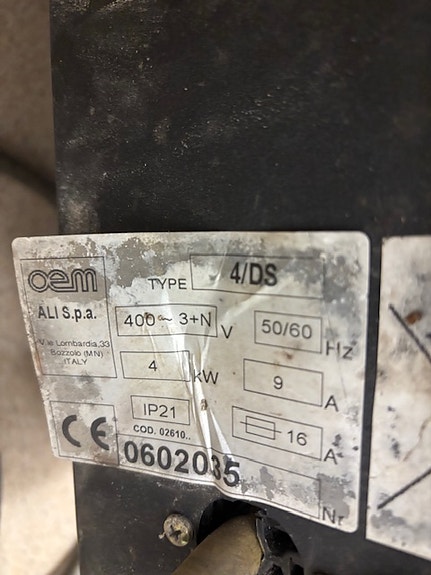 oem
ALI S.p.a.
V.le Lombardia,33
Bozzolo (MN)
ITALY
TYPE 4/DS
400~ 3+N V 50/60 Hz
4 kW 9 A
IP21 16 A
COD. 02610..
CE 0602035
Nr